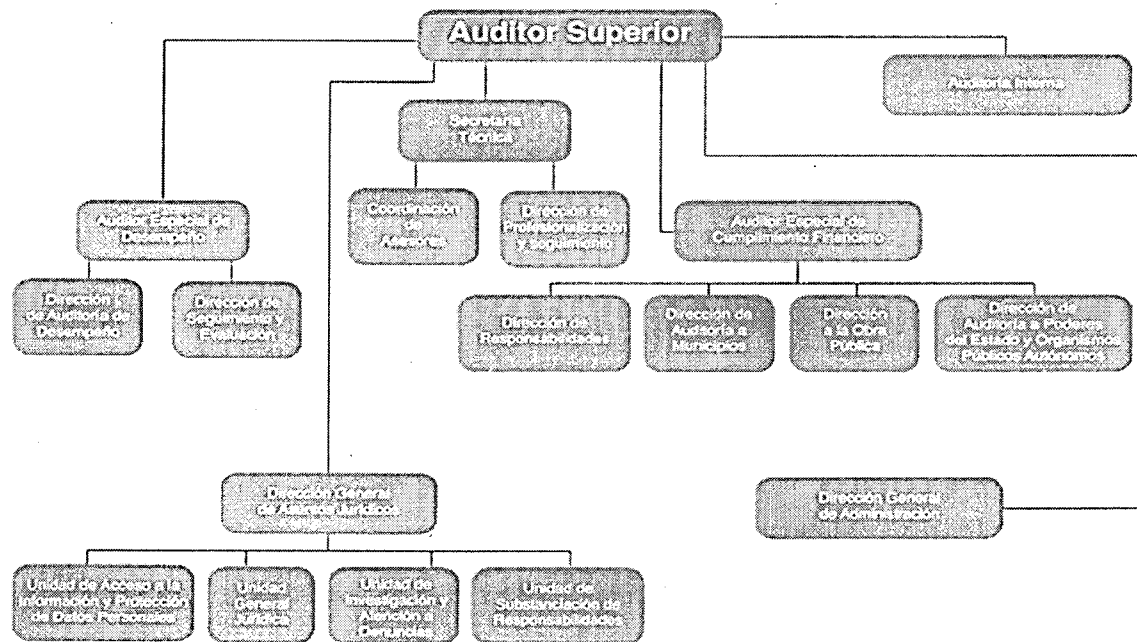 Auditor Superior
Auditoría Interna
Secretaría
Técnica
Coordinación
de
Asesores
Dirección de
Profesionalización
y Seguimiento
Auditor Especial de
Desempeño
Auditor Especial de
Cumplimiento Financiero
Dirección
de Auditoría de
Desempeño
Dirección de
Seguimiento y
Evaluación
Dirección de
Responsabilidades
Dirección de
Auditoría a
Municipios
Dirección
a la Obra
Pública
Dirección de
Auditoría a Poderes
del Estado y Organismos
Públicos Autonomos
Dirección General
de Asuntos Jurídicos
Dirección General
de Administración
Unidad de Acceso a la
Información y Protección
de Datos Personales
Unidad
General
Jurídica
Unidad de
Investigación y
Atención a
Denuncias
Unidad de
Substanciación de
Responsabilidades